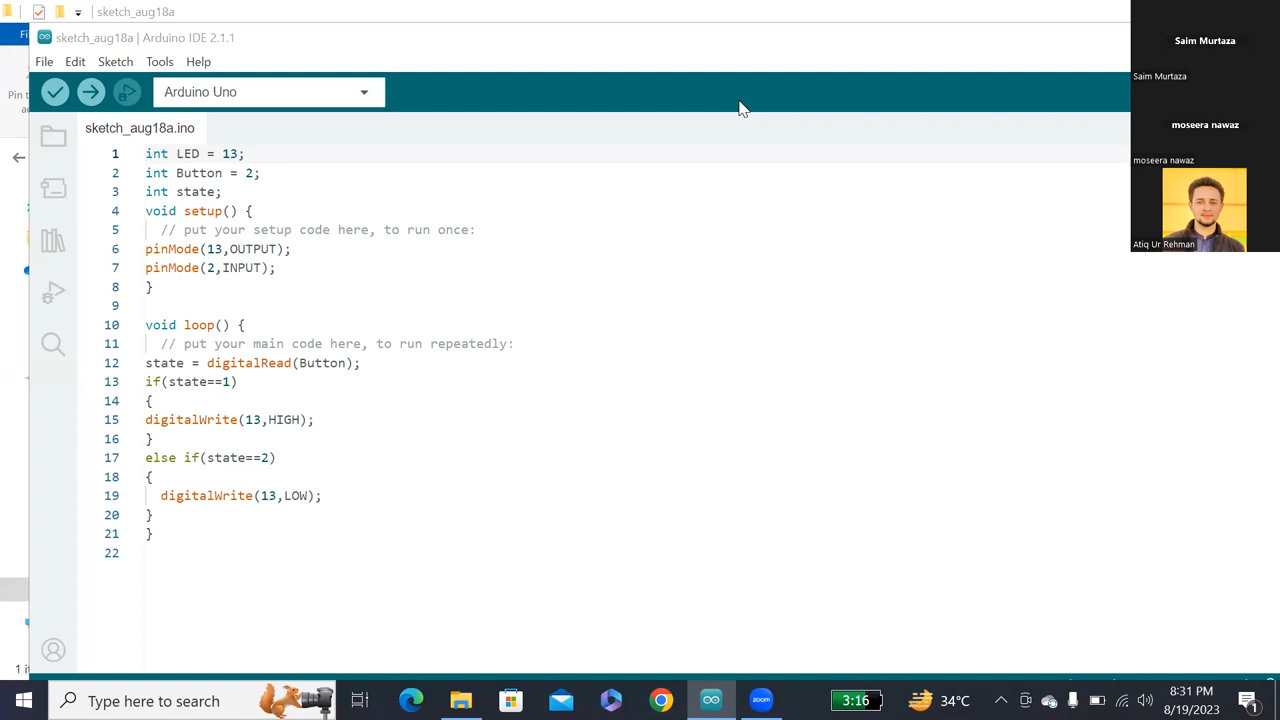 sketch_aug18a
sketch_aug18a | Arduino IDE 2.1.1
File Edit Sketch Tools Help
Arduino Uno
sketch_aug18a.ino
1 int LED = 13;
2 int Button = 2;
3 int state;
4 void setup() {
5 // put your setup code here, to run once:
6 pinMode(13,OUTPUT);
7 pinMode(2,INPUT);
8 }
9
10 void loop() {
11 // put your main code here, to run repeatedly:
12 state = digitalRead(Button);
13 if(state==1)
14 {
15 digitalWrite(13,HIGH);
16 }
17 else if(state==2)
18 {
19 digitalWrite(13,LOW);
20 }
21 }
22
Saim Murtaza
Saim Murtaza
moseera nawaz
moseera nawaz
Atiq Ur Rehman
Fi
Pin t
1 it
Type here to search
3:16
34°C
8:31 PM
8/19/2023
1